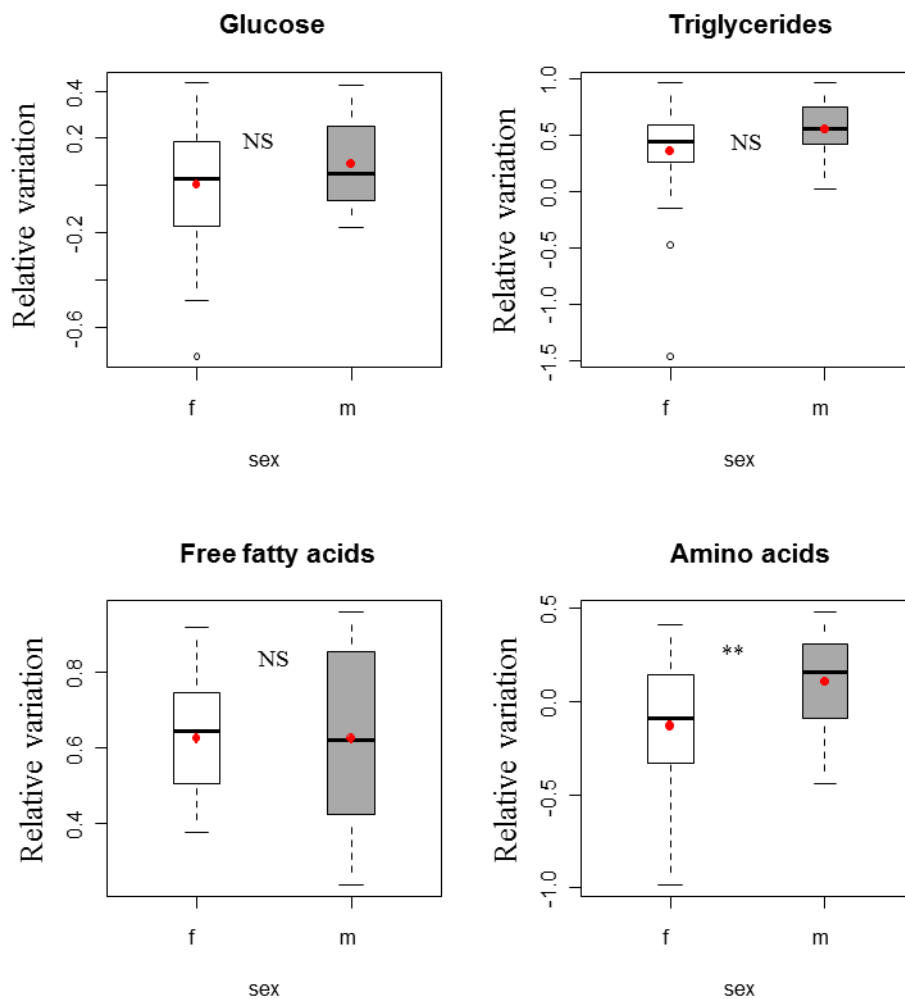 Glucose
Relative variation
0.4
0.2
-0.2
-0.6
NS
f
m
sex
Triglycerides
Relative variation
1.0
0.5
0.0
-0.5
-1.0
-1.5
NS
f
m
sex
Free fatty acids
Relative variation
0.8
0.6
0.4
NS
f
m
sex
Amino acids
Relative variation
0.5
0.0
-0.5
-1.0
**
f
m
sex